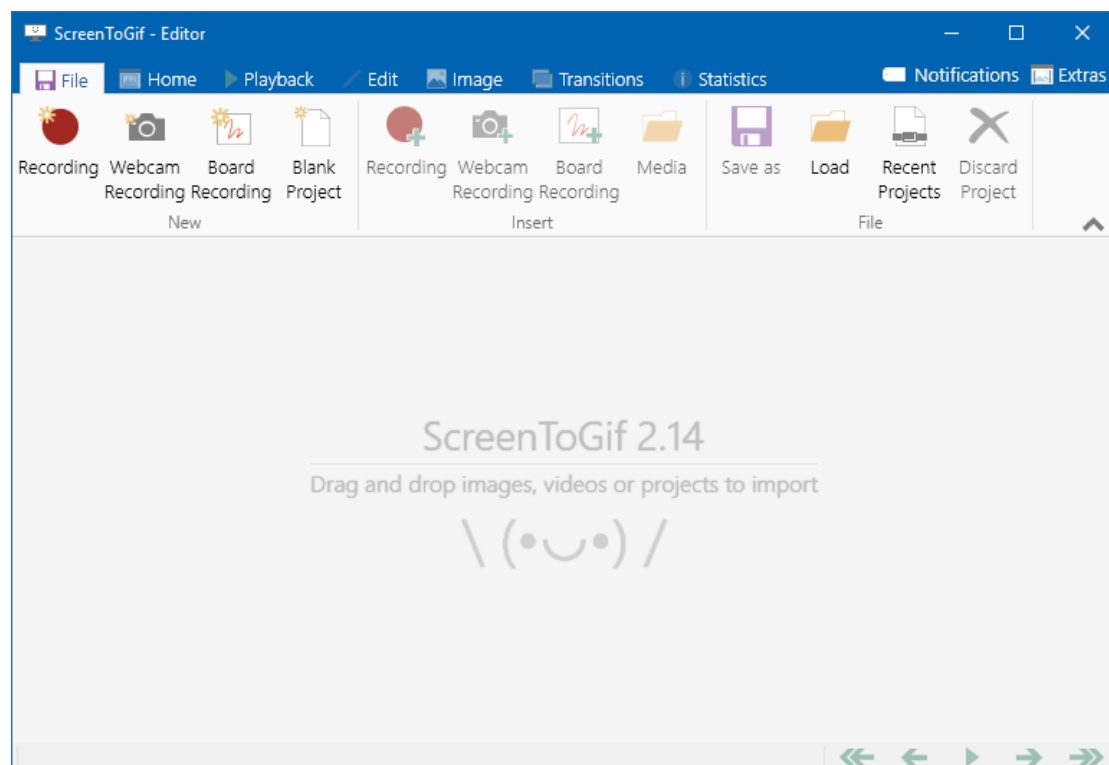 ScreenToGif - Editor
File Home Playback Edit Image Transitions Statistics Notifications Extras
Recording Webcam Board Blank Recording Webcam Board Media Save as Load Recent Discard
Recording Recording Project Recording Recording Projects Project
New Insert File
ScreenToGif 2.14
Drag and drop images, videos or projects to import
\ (•◡•) /